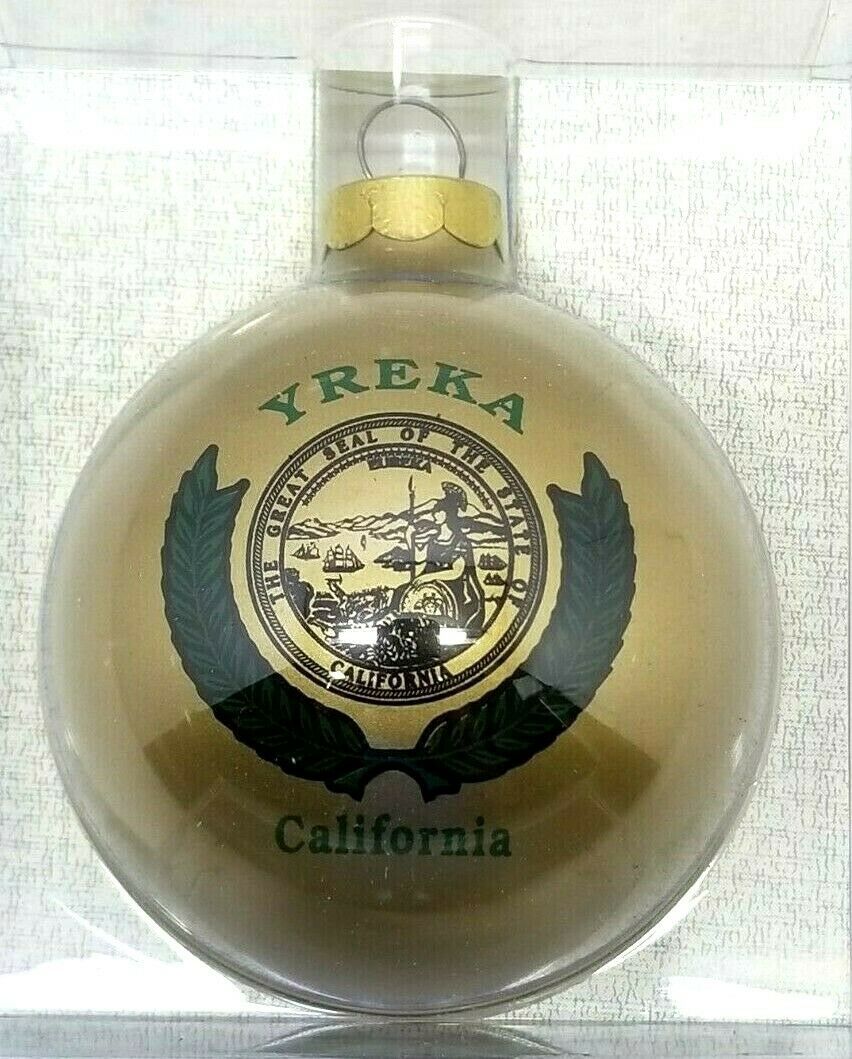 YREKA
THE GREAT SEAL OF THE STATE OF
EUREKA
CALIFORNIA
California